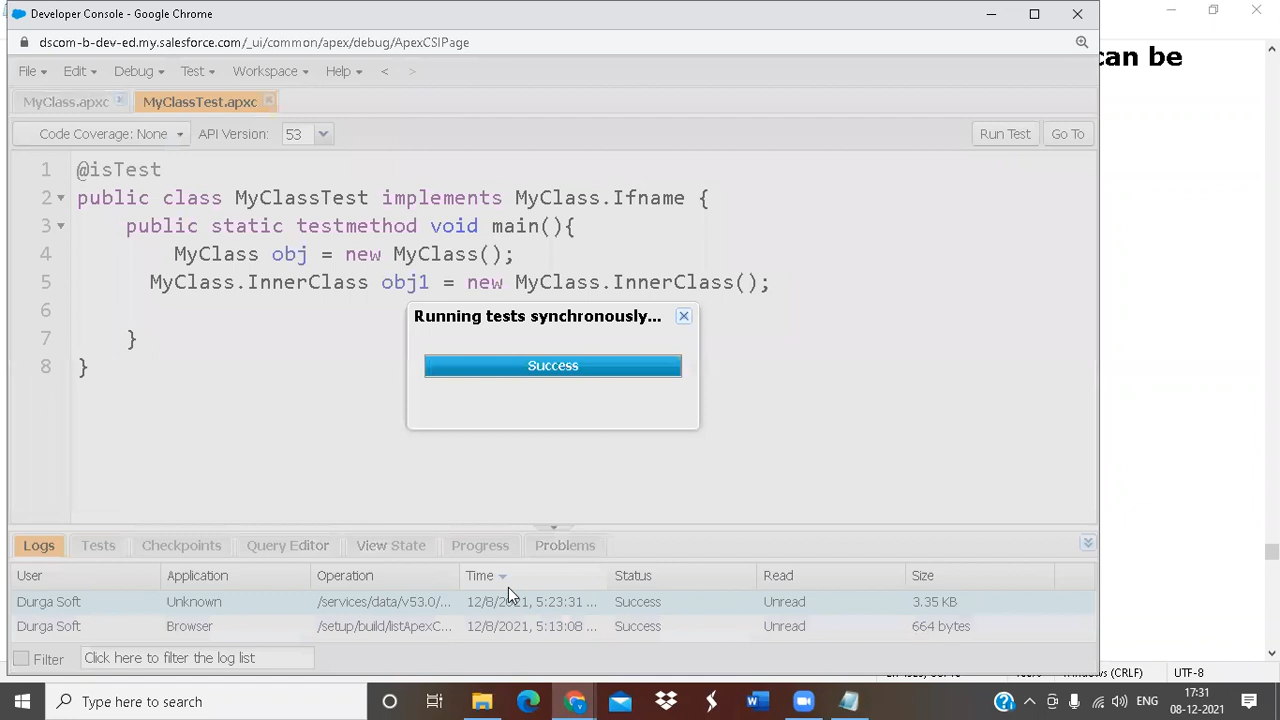 Developer Console - Google Chrome
dscom-b-dev-ed.my.salesforce.com/_ui/common/apex/debug/ApexCSIPage
can be
File Edit Debug Test Workspace Help < >
MyClass.apxc MyClassTest.apxc
Code Coverage: None API Version: 53 Run Test Go To
1 @isTest
2 public class MyClassTest implements MyClass.Ifname {
3 public static testmethod void main(){
4 MyClass obj = new MyClass();
5 MyClass.InnerClass obj1 = new MyClass.InnerClass();
6
7 }
8 }
Running tests synchronously...
Success
Logs Tests Checkpoints Query Editor View State Progress Problems
User Application Operation Time Status Read Size
Durga Soft Unknown /services/data/v53.0/... 12/8/2021, 5:23:31 ... Success Unread 3.35 KB
Durga Soft Browser /setup/build/listApexC... 12/8/2021, 5:13:08 ... Success Unread 664 bytes
Filter Click here to filter the log list
(CRLF) UTF-8
Type here to search
ENG
17:31
08-12-2021